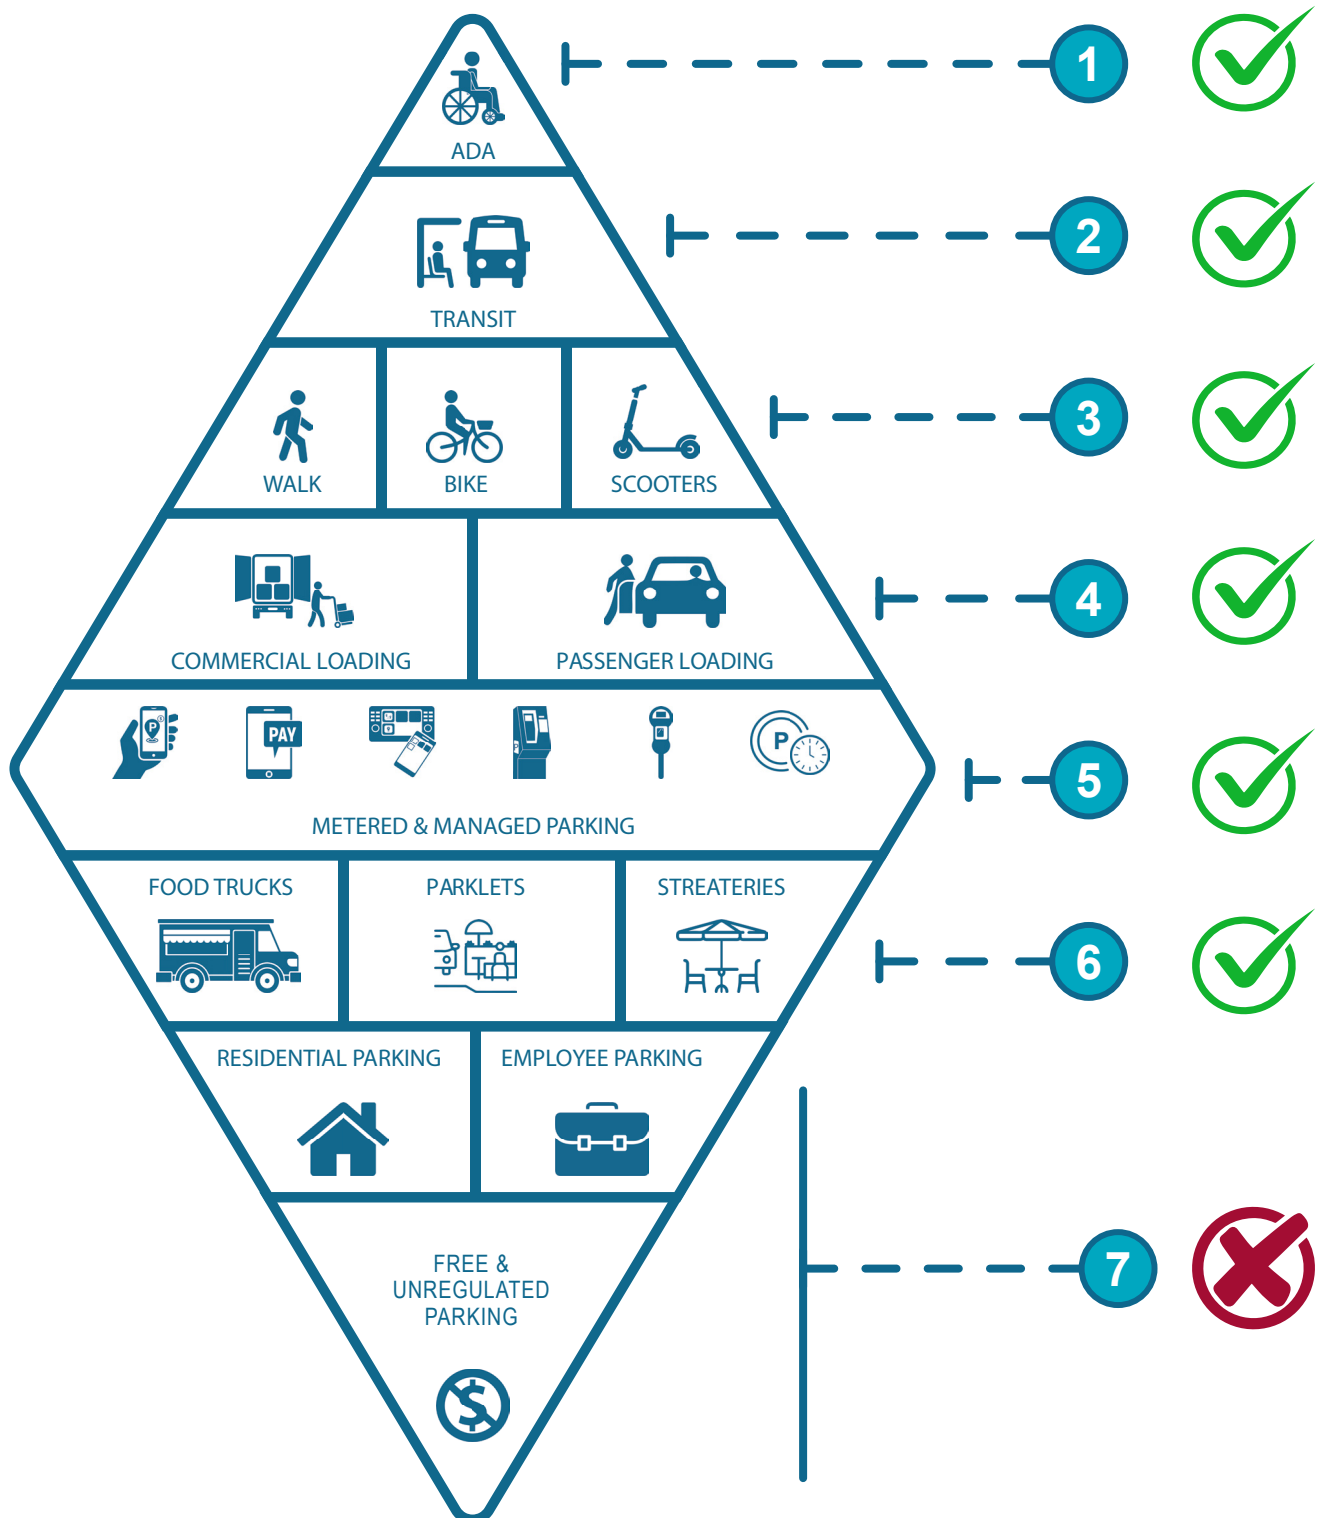 ADA
1
TRANSIT
2
WALK
BIKE
SCOOTERS
3
COMMERCIAL LOADING
PASSENGER LOADING
4
P
PAY
P
METERED & MANAGED PARKING
5
FOOD TRUCKS
PARKLETS
STREATERIES
6
RESIDENTIAL PARKING
EMPLOYEE PARKING
FREE &
UNREGULATED
PARKING
$
7